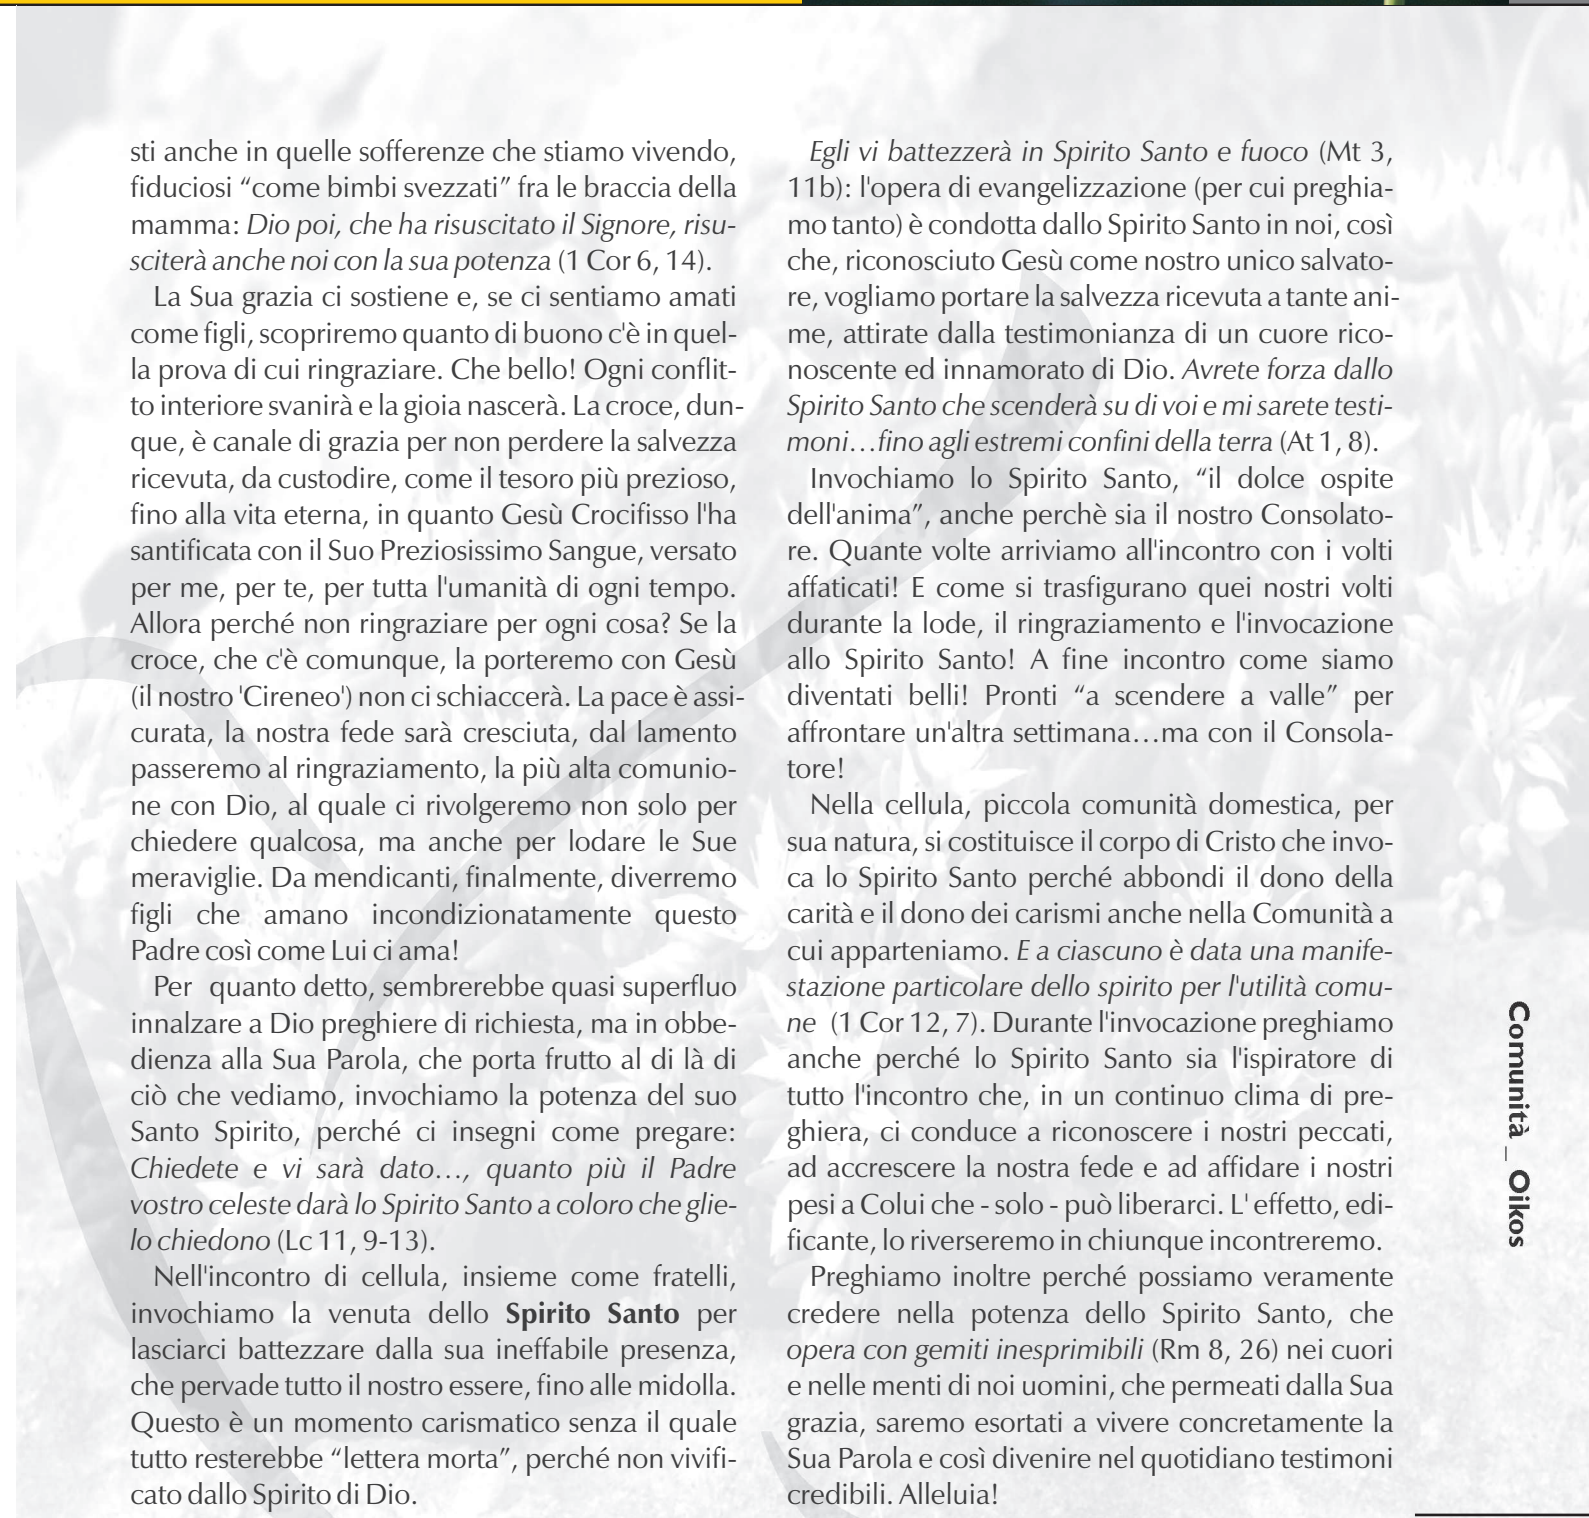 sti anche in quelle sofferenze che stiamo vivendo,
fiduciosi “come bimbi svezzati” fra le braccia della
mamma: Dio poi, che ha risuscitato il Signore, risu-
sciterà anche noi con la sua potenza (1 Cor 6, 14).
La Sua grazia ci sostiene e, se ci sentiamo amati
come figli, scopriremo quanto di buono c'è in quel-
la prova di cui ringraziare. Che bello! Ogni conflit-
to interiore svanirà e la gioia nascerà. La croce, dun-
que, è canale di grazia per non perdere la salvezza
ricevuta, da custodire, come il tesoro più prezioso,
fino alla vita eterna, in quanto Gesù Crocifisso l'ha
santificata con il Suo Preziosissimo Sangue, versato
per me, per te, per tutta l'umanità di ogni tempo.
Allora perché non ringraziare per ogni cosa? Se la
croce, che c'è comunque, la porteremo con Gesù
(il nostro 'Cireneo') non ci schiaccerà. La pace è assi-
curata, la nostra fede sarà cresciuta, dal lamento
passeremo al ringraziamento, la più alta comunio-
ne con Dio, al quale ci rivolgeremo non solo per
chiedere qualcosa, ma anche per lodare le Sue
meraviglie. Da mendicanti, finalmente, diverremo
figli che amano incondizionatamente questo
Padre così come Lui ci ama!
Per quanto detto, sembrerebbe quasi superfluo
innalzare a Dio preghiere di richiesta, ma in obbe-
dienza alla Sua Parola, che porta frutto al di là di
ciò che vediamo, invochiamo la potenza del suo
Santo Spirito, perché ci insegni come pregare:
Chiedete e vi sarà dato…, quanto più il Padre
vostro celeste darà lo Spirito Santo a coloro che glie-
lo chiedono (Lc 11, 9-13).
Nell'incontro di cellula, insieme come fratelli,
invochiamo la venuta dello Spirito Santo per
lasciarci battezzare dalla sua ineffabile presenza,
che pervade tutto il nostro essere, fino alle midolla.
Questo è un momento carismatico senza il quale
tutto resterebbe “lettera morta”, perché non vivifi-
cato dallo Spirito di Dio.
Egli vi battezzerà in Spirito Santo e fuoco (Mt 3,
11b): l'opera di evangelizzazione (per cui preghia-
mo tanto) è condotta dallo Spirito Santo in noi, così
che, riconosciuto Gesù come nostro unico salvato-
re, vogliamo portare la salvezza ricevuta a tante ani-
me, attirate dalla testimonianza di un cuore rico-
noscente ed innamorato di Dio. Avrete forza dallo
Spirito Santo che scenderà su di voi e mi sarete testi-
moni…fino agli estremi confini della terra (At 1, 8).
Invochiamo lo Spirito Santo, “il dolce ospite
dell'anima”, anche perchè sia il nostro Consolato-
re. Quante volte arriviamo all'incontro con i volti
affaticati! E come si trasfigurano quei nostri volti
durante la lode, il ringraziamento e l'invocazione
allo Spirito Santo! A fine incontro come siamo
diventati belli! Pronti “a scendere a valle” per
affrontare un'altra settimana…ma con il Consola-
tore!
Nella cellula, piccola comunità domestica, per
sua natura, si costituisce il corpo di Cristo che invo-
ca lo Spirito Santo perché abbondi il dono della
carità e il dono dei carismi anche nella Comunità a
cui apparteniamo. E a ciascuno è data una manife-
stazione particolare dello spirito per l'utilità comu-
ne (1 Cor 12, 7). Durante l'invocazione preghiamo
anche perché lo Spirito Santo sia l'ispiratore di
tutto l'incontro che, in un continuo clima di pre-
ghiera, ci conduce a riconoscere i nostri peccati,
ad accrescere la nostra fede e ad affidare i nostri
pesi a Colui che - solo - può liberarci. L' effetto, edi-
ficante, lo riverseremo in chiunque incontreremo.
Preghiamo inoltre perché possiamo veramente
credere nella potenza dello Spirito Santo, che
opera con gemiti inesprimibili (Rm 8, 26) nei cuori
e nelle menti di noi uomini, che permeati dalla Sua
grazia, saremo esortati a vivere concretamente la
Sua Parola e così divenire nel quotidiano testimoni
credibili. Alleluia!
Comunità _ Oikos